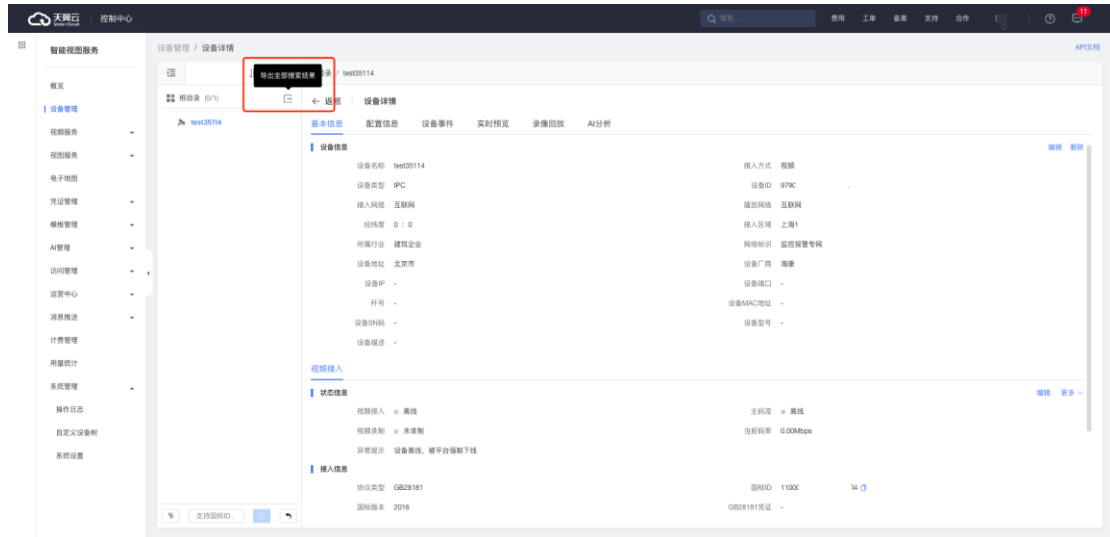 天翼云 控制中心 搜索... 费用 工单 备案 支持 合作 11
State Cloud
智能视图服务 设备管理 / 设备详情 API文档
导出全部搜索结果 / test35114
概览 根目录 (0/1) 返回 设备详情
设备管理 test35114 基本信息 配置信息 设备事件 实时预览 录像回放 AI分析
视频服务 设备信息 编辑 删除
视图服务 设备名称 test35114 接入方式 视频
电子地图 设备类型 IPC 设备ID 979C
凭证管理 接入网络 互联网 播放网络 互联网
模板管理 经纬度 0 : 0 接入区域 上海1
AI管理 所属行业 建筑企业 网络标识 监控报警专网
访问管理 设备地址 北京市 设备厂商 海康
运营中心 设备IP - 设备端口 -
消息推送 杆号 - 设备MAC地址 -
计费管理 设备SN码 - 设备型号 -
用量统计 设备描述 -
系统管理 视频接入
操作日志 状态信息 编辑 更多
自定义设备树 视频接入 离线 主码流 离线
系统设置 视频录制 未录制 当前码率 0.00Mbps
异常提示 设备离线，被平台强制下线
接入信息
协议类型 GB28181 国标ID 1100
支持国标ID、 国标版本 2016 GB28181凭证 -